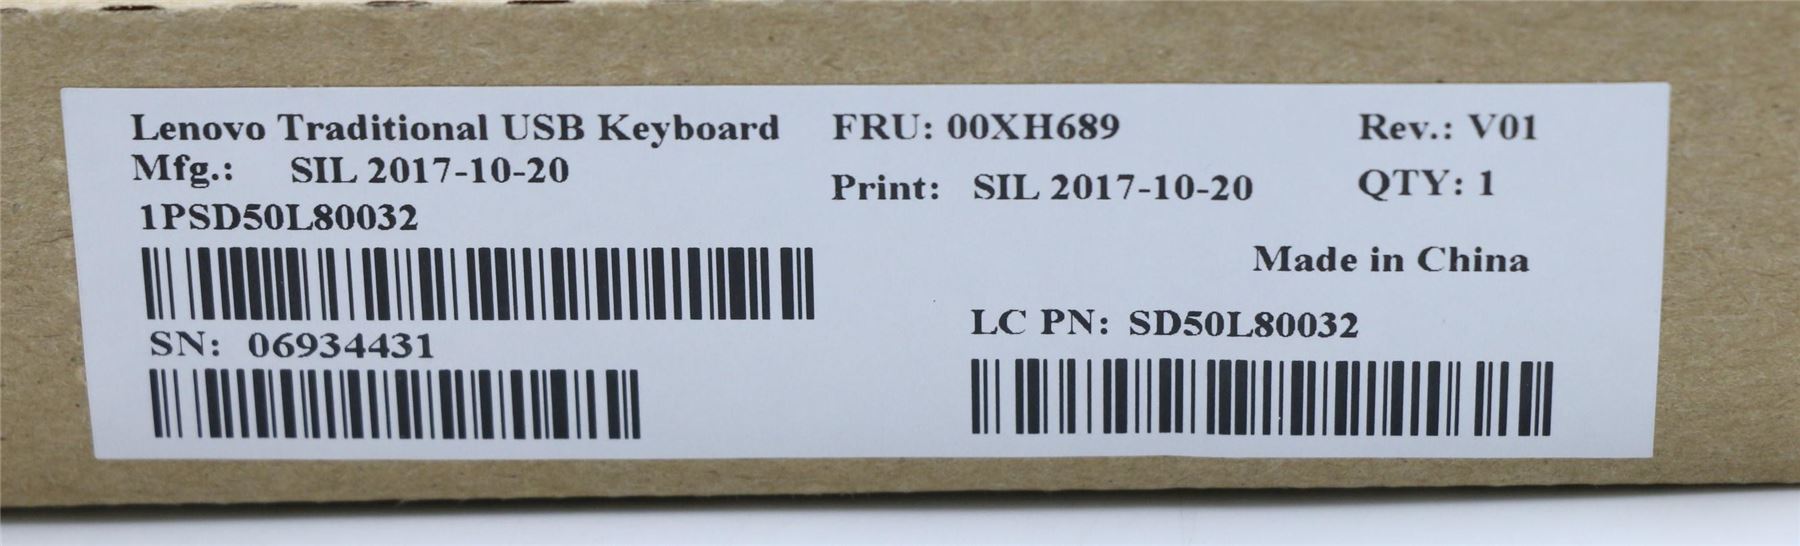 Lenovo Traditional USB Keyboard
Mfg.: SIL 2017-10-20
1PSD50L80032
SN: 06934431
FRU: 00XH689
Print: SIL 2017-10-20
Rev.: V01
QTY: 1
Made in China
LC PN: SD50L80032